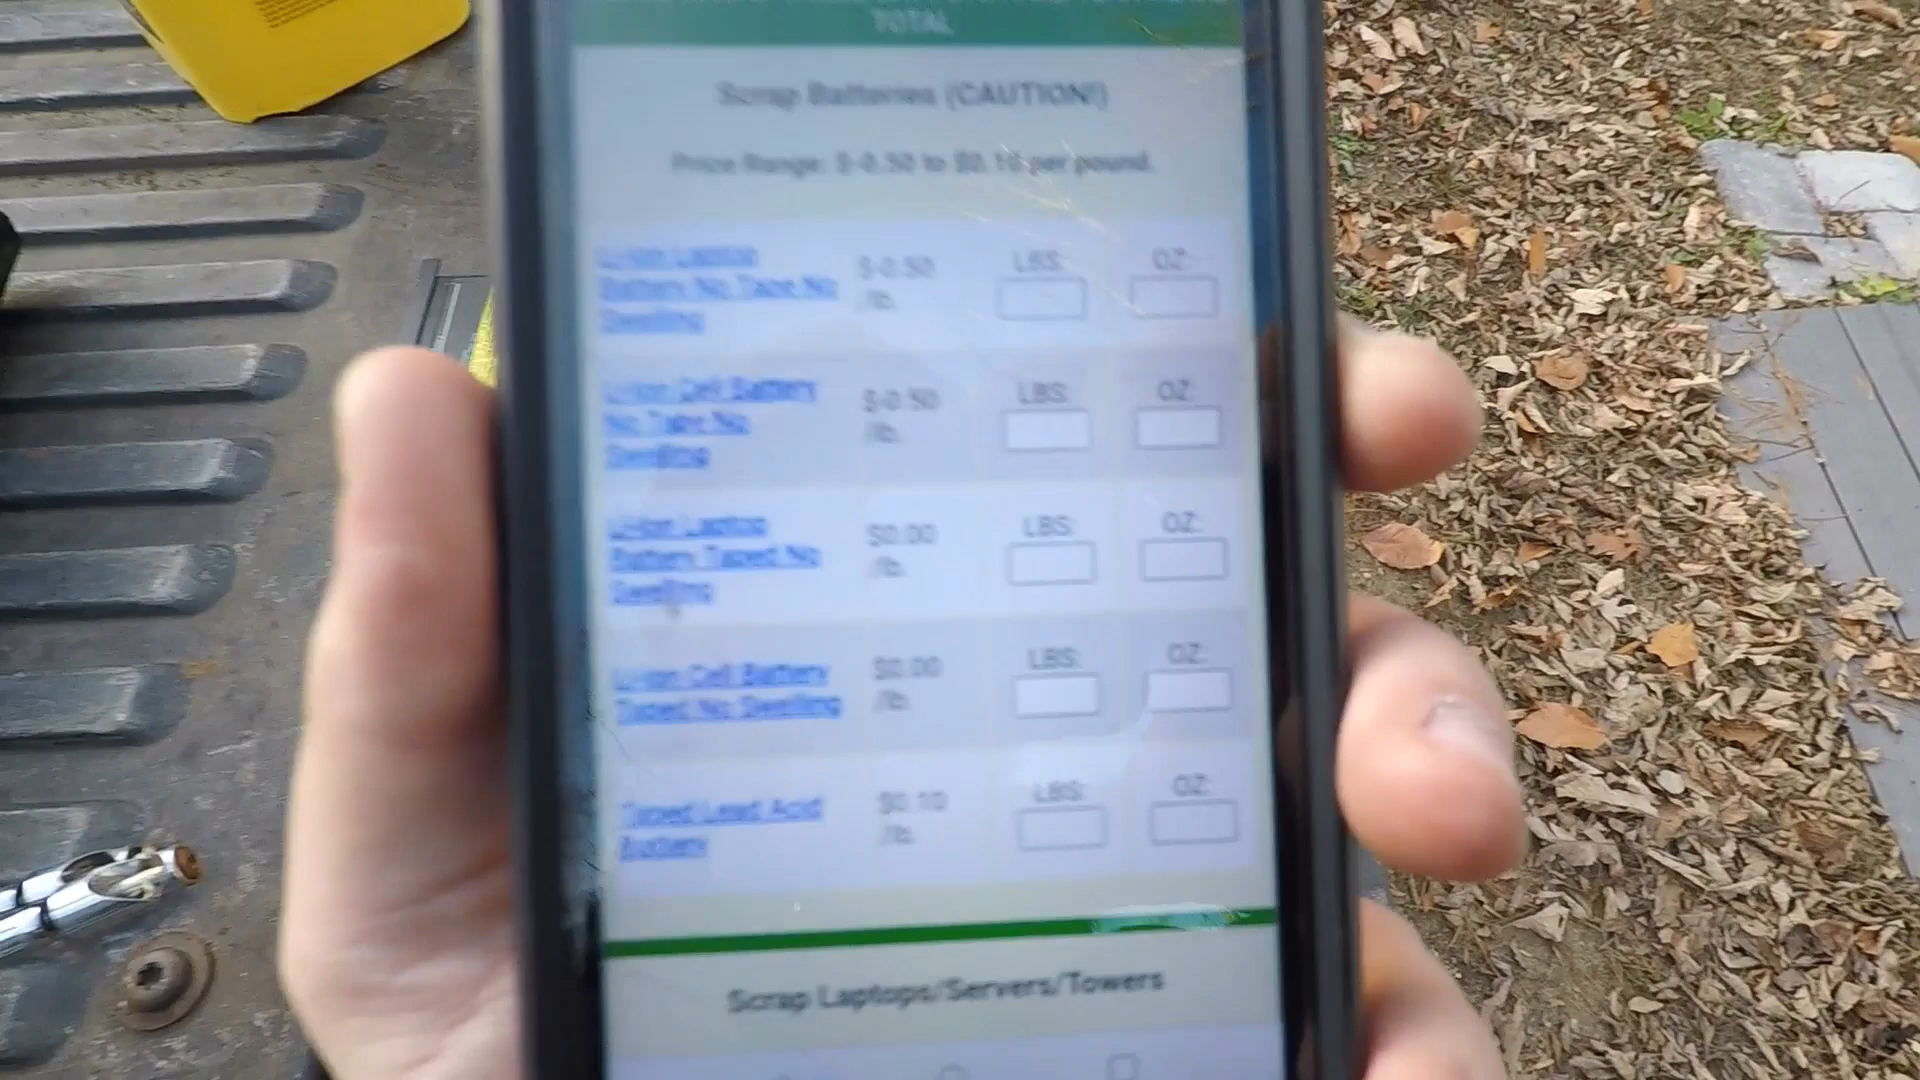 TOTAL
Scrap Batteries (CAUTION!)
Price Range: $-0.50 to $0.10 per pound.
Li-Ion Laptop
Battery No Tape No
Swelling
$-0.50
/lb.
LBS:
OZ:
Li-Ion Cell Battery
No Tape No
Swelling
$-0.50
/lb.
LBS:
OZ:
Li-Ion Laptop
Battery Taped No
Swelling
$0.00
/lb.
LBS:
OZ:
Li-Ion Cell Battery
Taped No Swelling
$0.00
/lb.
LBS:
OZ:
Taped Lead Acid
Battery
$0.10
/lb.
LBS:
OZ:
Scrap Laptops/Servers/Towers